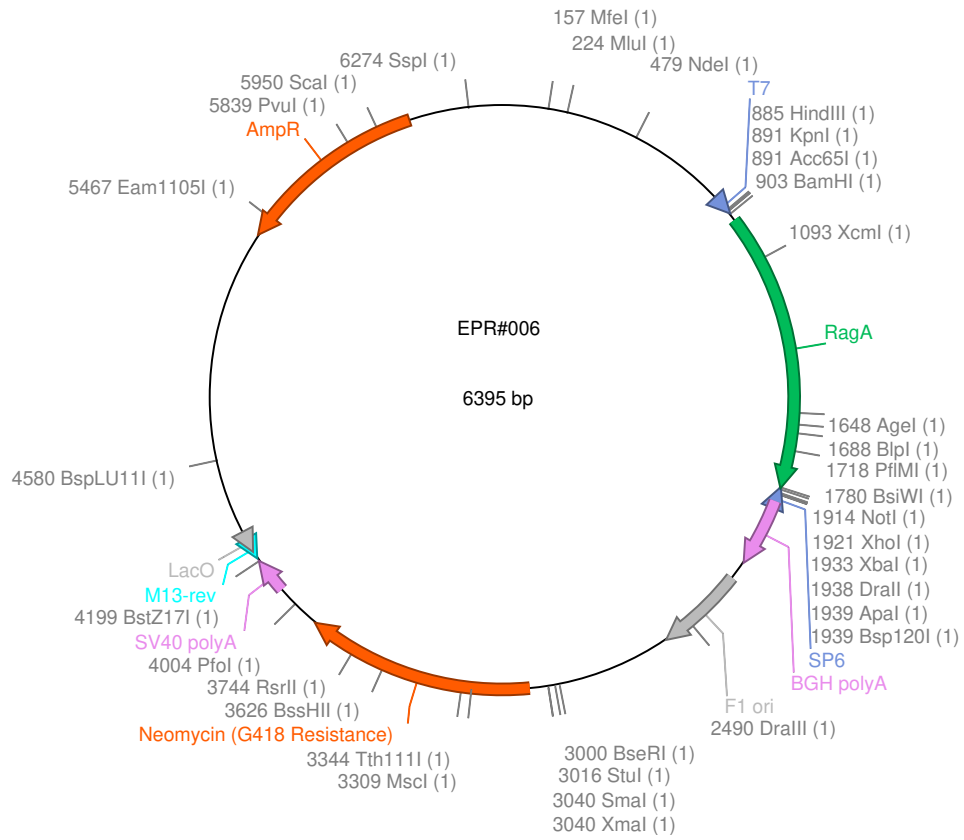 157 MfeI (1)
224 MluI (1)
479 NdeI (1)
T7
885 HindIII (1)
891 KpnI (1)
891 Acc65I (1)
903 BamHI (1)
1093 XcmI (1)
RagA
1648 AgeI (1)
1688 BlpI (1)
1718 PflMI (1)
1780 BsiWI (1)
1914 NotI (1)
1921 XhoI (1)
1933 XbaI (1)
1938 DraII (1)
1939 ApaI (1)
1939 Bsp120I (1)
SP6
BGH polyA
F1 ori
2490 DraIII (1)
3000 BseRI (1)
3016 StuI (1)
3040 SmaI (1)
3040 XmaI (1)
3309 MscI (1)
3344 Tth111I (1)
Neomycin (G418 Resistance)
3626 BssHII (1)
3744 RsrII (1)
4004 PfoI (1)
SV40 polyA
4199 BstZ17I (1)
M13-rev
LacO
4580 BspLU11I (1)
5467 Eam1105I (1)
AmpR
5839 PvuI (1)
5950 ScaI (1)
6274 SspI (1)
EPR#006
6395 bp